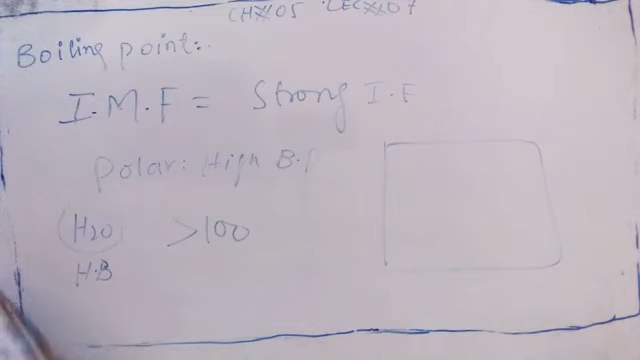 CH#05 LEC#07
Boiling point:.
I.M.F = Strong I.F
Polar: High B.P
H2O >100
H.B